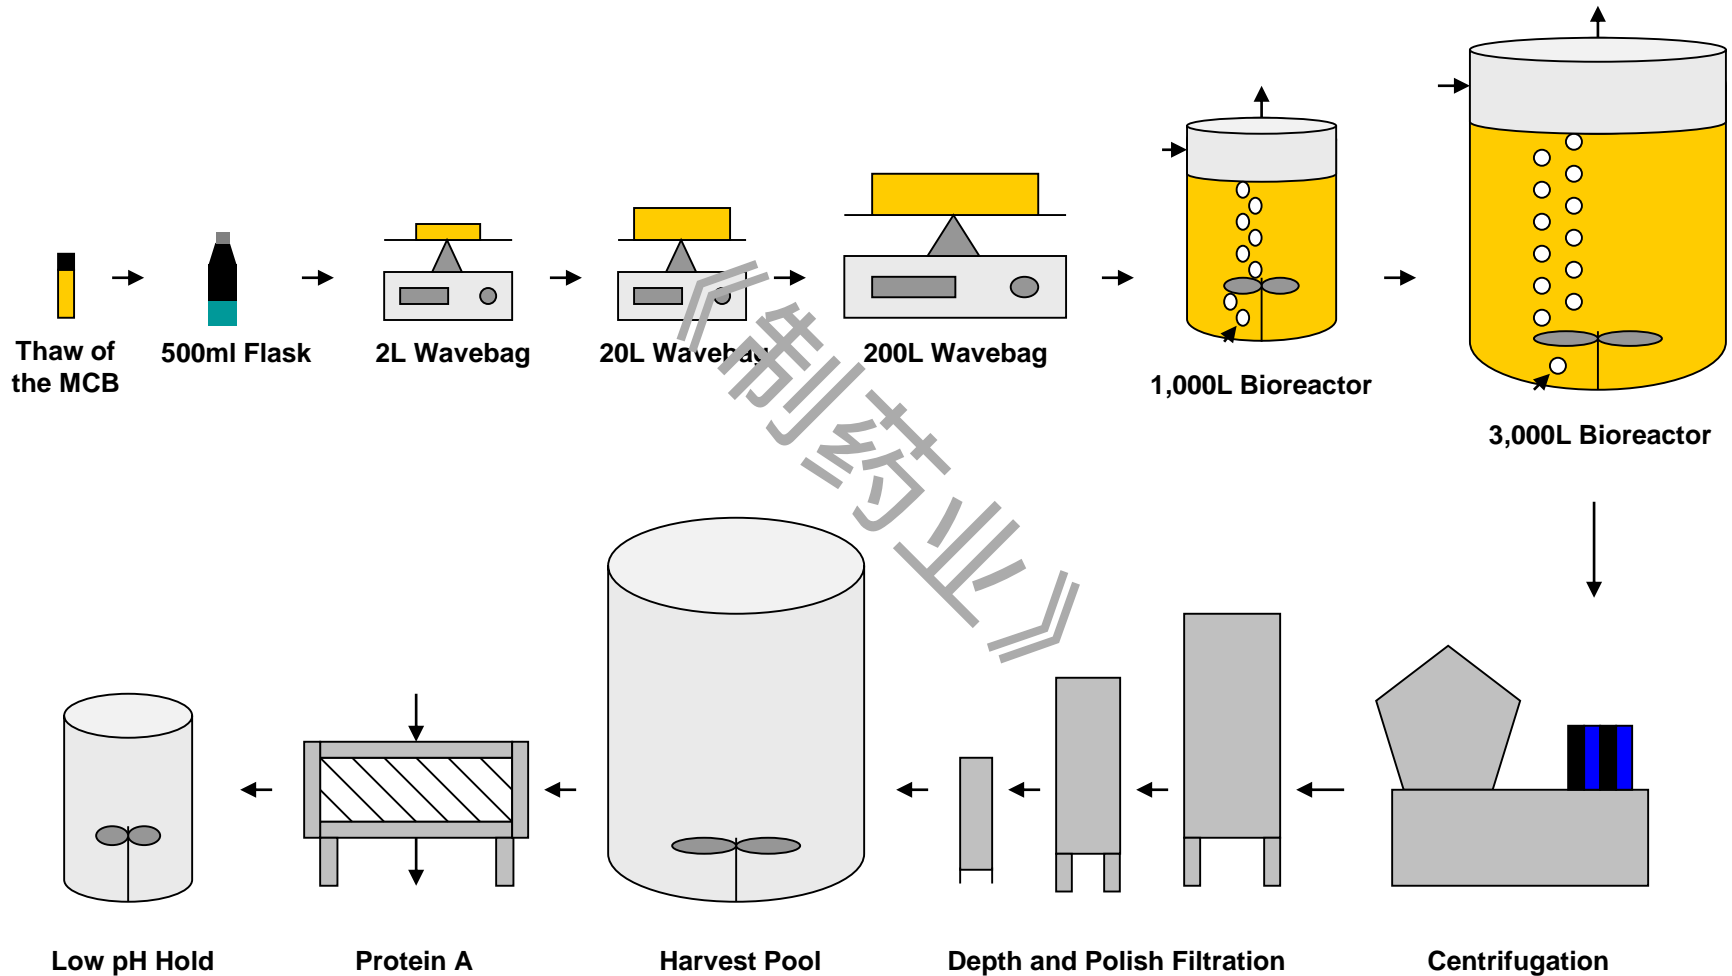 Thaw of
the MCB
500ml Flask
2L Wavebag
20L Wavebag
200L Wavebag
1,000L Bioreactor
3,000L Bioreactor
《制药业》
Low pH Hold
Protein A
Harvest Pool
Depth and Polish Filtration
Centrifugation